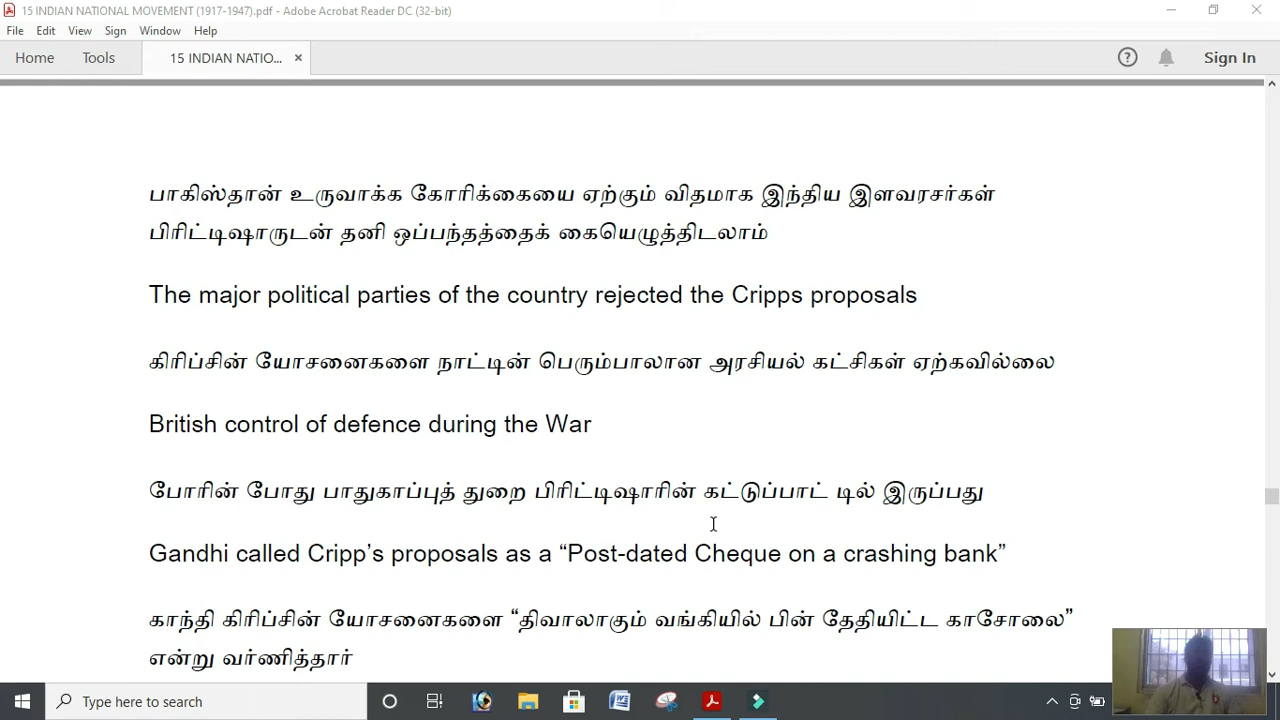 15 INDIAN NATIONAL MOVEMENT (1917-1947).pdf - Adobe Acrobat Reader DC (32-bit)
File Edit View Sign Window Help
Home Tools 15 INDIAN NATIO... × Sign In
பாகிஸ்தான் உருவாக்க கோரிக்கையை ஏற்கும் விதமாக இந்திய இளவரசர்கள்
பிரிட்டிஷாருடன் தனி ஒப்பந்தத்தைக் கையெழுத்திடலாம்
The major political parties of the country rejected the Cripps proposals
கிரிப்சின் யோசனைகளை நாட்டின் பெரும்பாலான அரசியல் கட்சிகள் ஏற்கவில்லை
British control of defence during the War
போரின் போது பாதுகாப்புத் துறை பிரிட்டிஷாரின் கட்டுப்பாட் டில் இருப்பது
Gandhi called Cripp’s proposals as a “Post-dated Cheque on a crashing bank”
காந்தி கிரிப்சின் யோசனைகளை “திவாலாகும் வங்கியில் பின் தேதியிட்ட காசோலை”
என்று வர்ணித்தார்
Type here to search